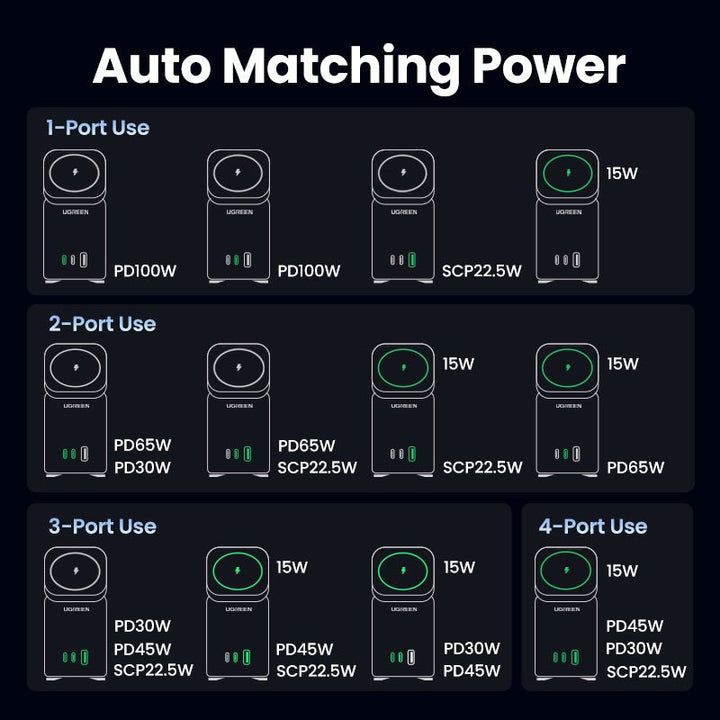 Auto Matching Power
1-Port Use
UGREEN
PD100W
UGREEN
PD100W
UGREEN
SCP22.5W
15W
UGREEN
2-Port Use
UGREEN
PD65W
PD30W
UGREEN
PD65W
SCP22.5W
15W
UGREEN
SCP22.5W
15W
UGREEN
PD65W
3-Port Use
UGREEN
PD30W
PD45W
SCP22.5W
15W
UGREEN
PD45W
SCP22.5W
15W
UGREEN
PD30W
PD45W
4-Port Use
15W
UGREEN
PD45W
PD30W
SCP22.5W